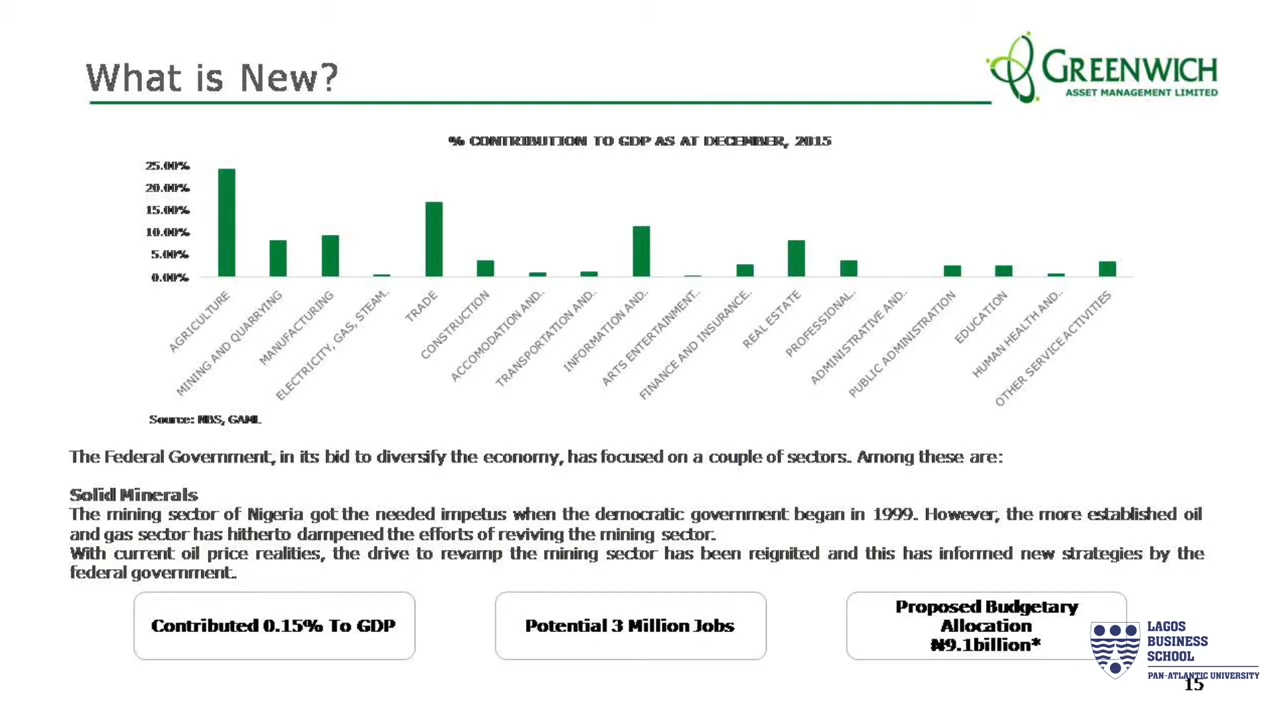 What is New?
GREENWICH
ASSET MANAGEMENT LIMITED
% CONTRIBUTION TO GDP AS AT DECEMBER, 2015
25.00%
20.00%
15.00%
10.00%
5.00%
0.00%
AGRICULTURE
MINING AND QUARRYING
MANUFACTURING
ELECTRICITY, GAS, STEAM..
TRADE
CONSTRUCTION
ACCOMODATION AND..
TRANSPORTATION AND..
INFORMATION AND..
ARTS ENTERTAINMENT..
FINANCE AND INSURANCE..
REAL ESTATE
PROFESSIONAL..
ADMINISTRATIVE AND..
PUBLIC ADMINISTRATION
EDUCATION
HUMAN HEALTH AND..
OTHER SERVICE ACTIVITIES
Source: NBS, GAML
The Federal Government, in its bid to diversify the economy, has focused on a couple of sectors. Among these are:
Solid Minerals
The mining sector of Nigeria got the needed impetus when the democratic government began in 1999. However, the more established oil
and gas sector has hitherto dampened the efforts of reviving the mining sector.
With current oil price realities, the drive to revamp the mining sector has been reignited and this has informed new strategies by the
federal government.
Contributed 0.15% To GDP
Potential 3 Million Jobs
Proposed Budgetary
Allocation
₦9.1billion*
LAGOS
BUSINESS
SCHOOL
PAN-ATLANTIC UNIVERSITY
15